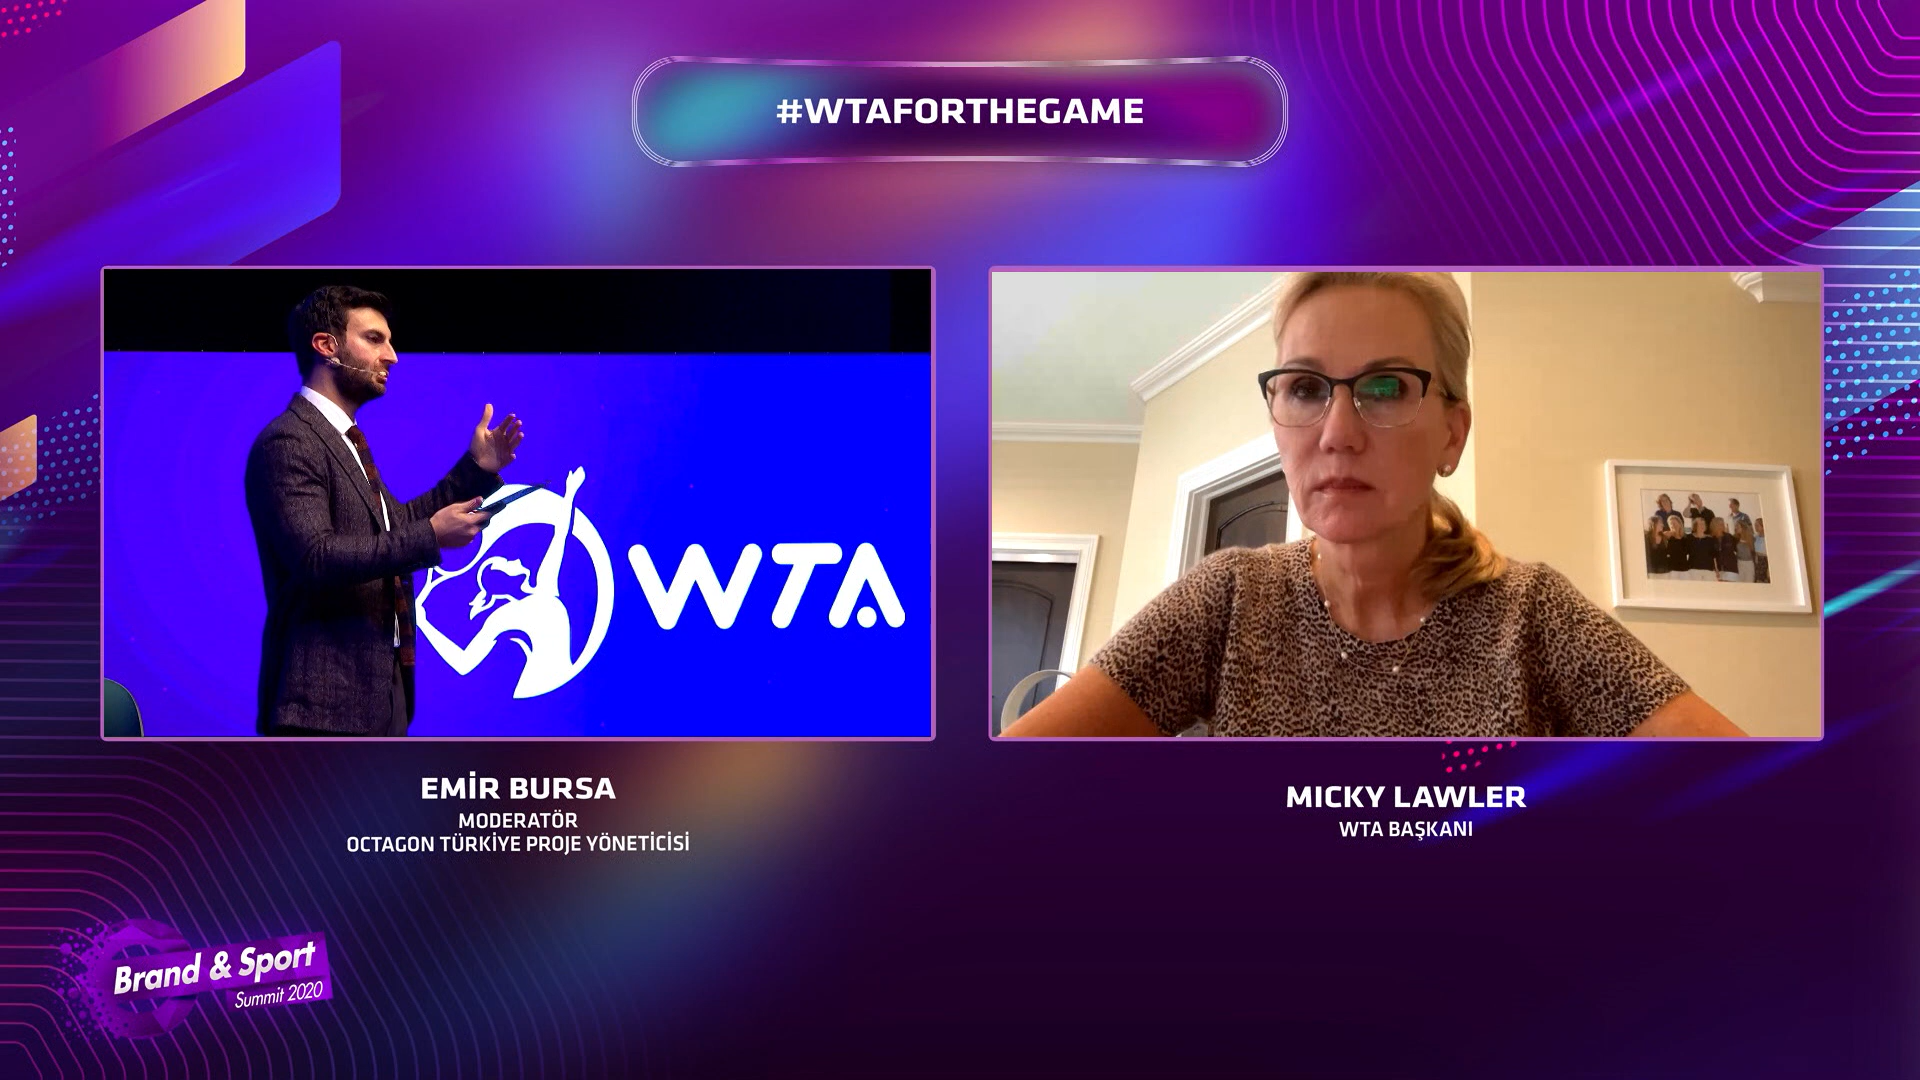 #WTAFORTHEGAME
WTA
EMİR BURSA
MODERATÖR
OCTAGON TÜRKİYE PROJE YÖNETİCİSİ
MICKY LAWLER
WTA BAŞKANI
Brand & Sport
Summit 2020